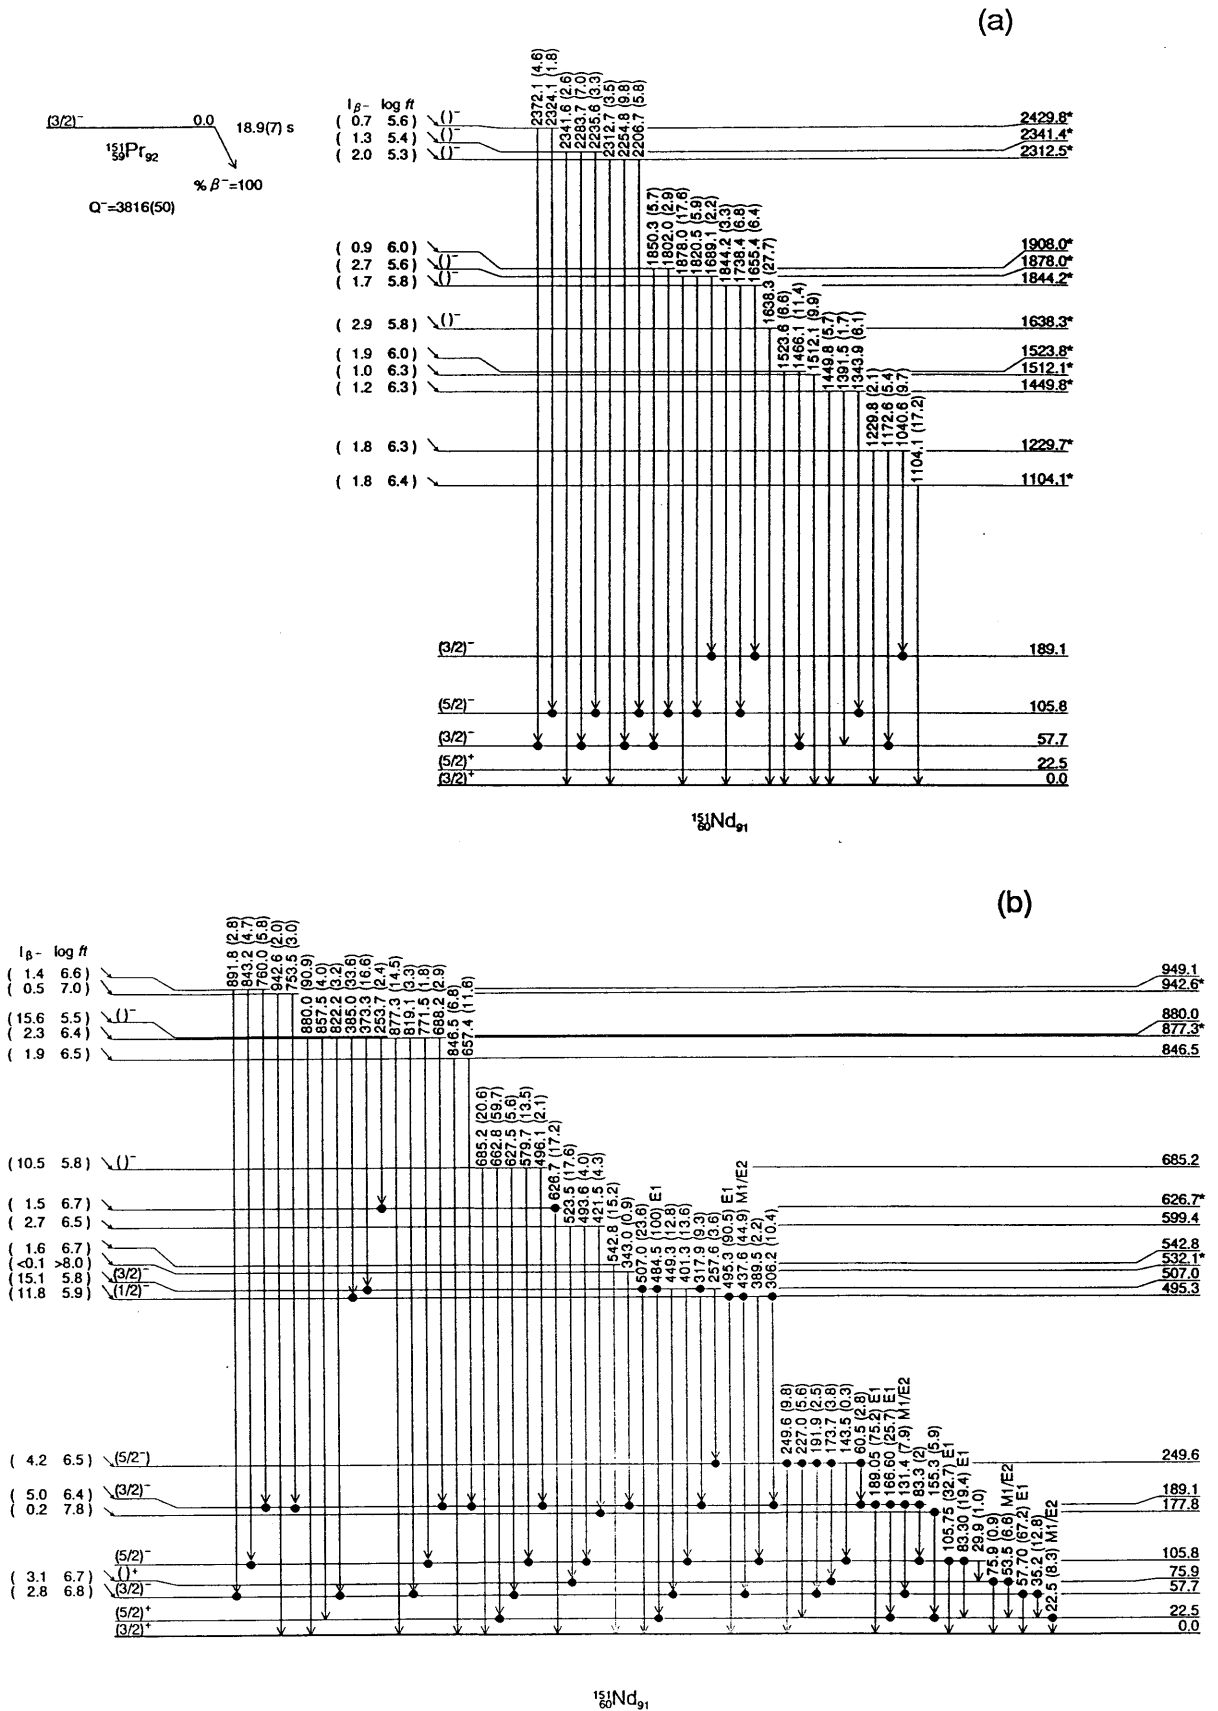 (a)
Iβ− log ft
(3/2)− 0.0 18.9(7) s
151 59Pr92
% β−=100
Q−=3816(50)
2372.1 (4.6)
2324.1 (1.8)
2341.6 (2.6)
2283.7 (7.0)
2235.6 (3.3)
2312.7 (3.5)
2254.8 (9.8)
2206.7 (5.8)
( 0.7 5.6 ) ()− 2429.8*
( 1.3 5.4 ) ()− 2341.4*
( 2.0 5.3 ) ()− 2312.5*
1850.3 (5.7)
1802.0 (2.9)
1878.0 (17.6)
1820.5 (5.9)
1689.1 (2.2)
1844.2 (3.3)
1738.4 (6.8)
1655.4 (6.4)
( 0.9 6.0 ) 1908.0*
( 2.7 5.6 ) ()− 1878.0*
( 1.7 5.8 ) ()− 1844.2*
1638.3 (27.7)
( 2.9 5.8 ) ()− 1638.3*
1523.6 (6.6)
1466.1 (11.4)
1512.1 (9.9)
( 1.9 6.0 ) 1523.8*
( 1.0 6.3 ) 1512.1*
( 1.2 6.3 ) 1449.8*
1449.8 (5.7)
1391.5 (1.7)
1343.9 (6.1)
1229.8 (2.1)
1172.6 (5.4)
1040.6 (9.7)
( 1.8 6.3 ) 1229.7*
1104.1 (17.2)
( 1.8 6.4 ) 1104.1*
(3/2)− 189.1
(5/2)− 105.8
(3/2)− 57.7
(5/2)+ 22.5
(3/2)+ 0.0
151 60Nd91
(b)
Iβ− log ft
891.8 (2.8)
843.2 (4.7)
760.0 (5.8)
942.6 (2.0)
753.5 (3.0)
( 1.4 6.6 ) 949.1
( 0.5 7.0 ) 942.6*
880.0 (90.9)
857.5 (4.0)
822.2 (3.2)
385.0 (33.6)
373.3 (16.6)
253.7 (2.4)
877.3 (14.5)
819.1 (3.3)
771.5 (1.8)
688.2 (2.9)
846.5 (6.8)
657.4 (11.6)
(15.6 5.5 ) ()− 880.0
( 2.3 6.4 ) 877.3*
( 1.9 6.5 ) 846.5
685.2 (20.6)
662.8 (59.7)
627.5 (5.6)
579.7 (13.5)
496.1 (2.1)
( 10.5 5.8 ) ()− 685.2
626.7 (17.2)
( 1.5 6.7 ) 626.7*
523.5 (17.6)
493.6 (4.0)
421.5 (4.3)
( 2.7 6.5 ) 599.4
542.8 (15.2)
343.0 (0.9)
507.0 (23.6)
484.5 (100) E1
449.3 (12.8)
401.3 (13.6)
317.9 (9.3)
257.6 (3.6)
495.3 (90.5) E1
437.6 (44.9) M1/E2
389.5 (2.2)
306.2 (10.4)
( 1.6 6.7 ) 542.8
(<0.1 >8.0) 532.1*
(15.1 5.8 ) (3/2)− 507.0
(11.8 5.9 ) (1/2)− 495.3
249.6 (9.8)
227.0 (5.6)
191.9 (2.5)
173.7 (3.8)
143.5 (0.3)
60.5 (2.8)
( 4.2 6.5 ) (5/2−) 249.6
189.05 (75.2) E1
166.60 (25.7) E1
131.4 (7.9) M1/E2
83.3 (2)
155.3 (5.9)
( 5.0 6.4 ) (3/2)− 189.1
( 0.2 7.8 ) 177.8
105.75 (32.7) E1
83.30 (19.4) E1
29.9 (1.0)
(5/2)− 105.8
75.9 (0.9)
53.5 (6.6) M1/E2
( 3.1 6.7 ) ()+ 75.9
57.70 (67.2) E1
35.2 (12.8)
( 2.8 6.8 ) (3/2)− 57.7
22.5 (8.3) M1/E2
(5/2)+ 22.5
(3/2)+ 0.0
151 60Nd91